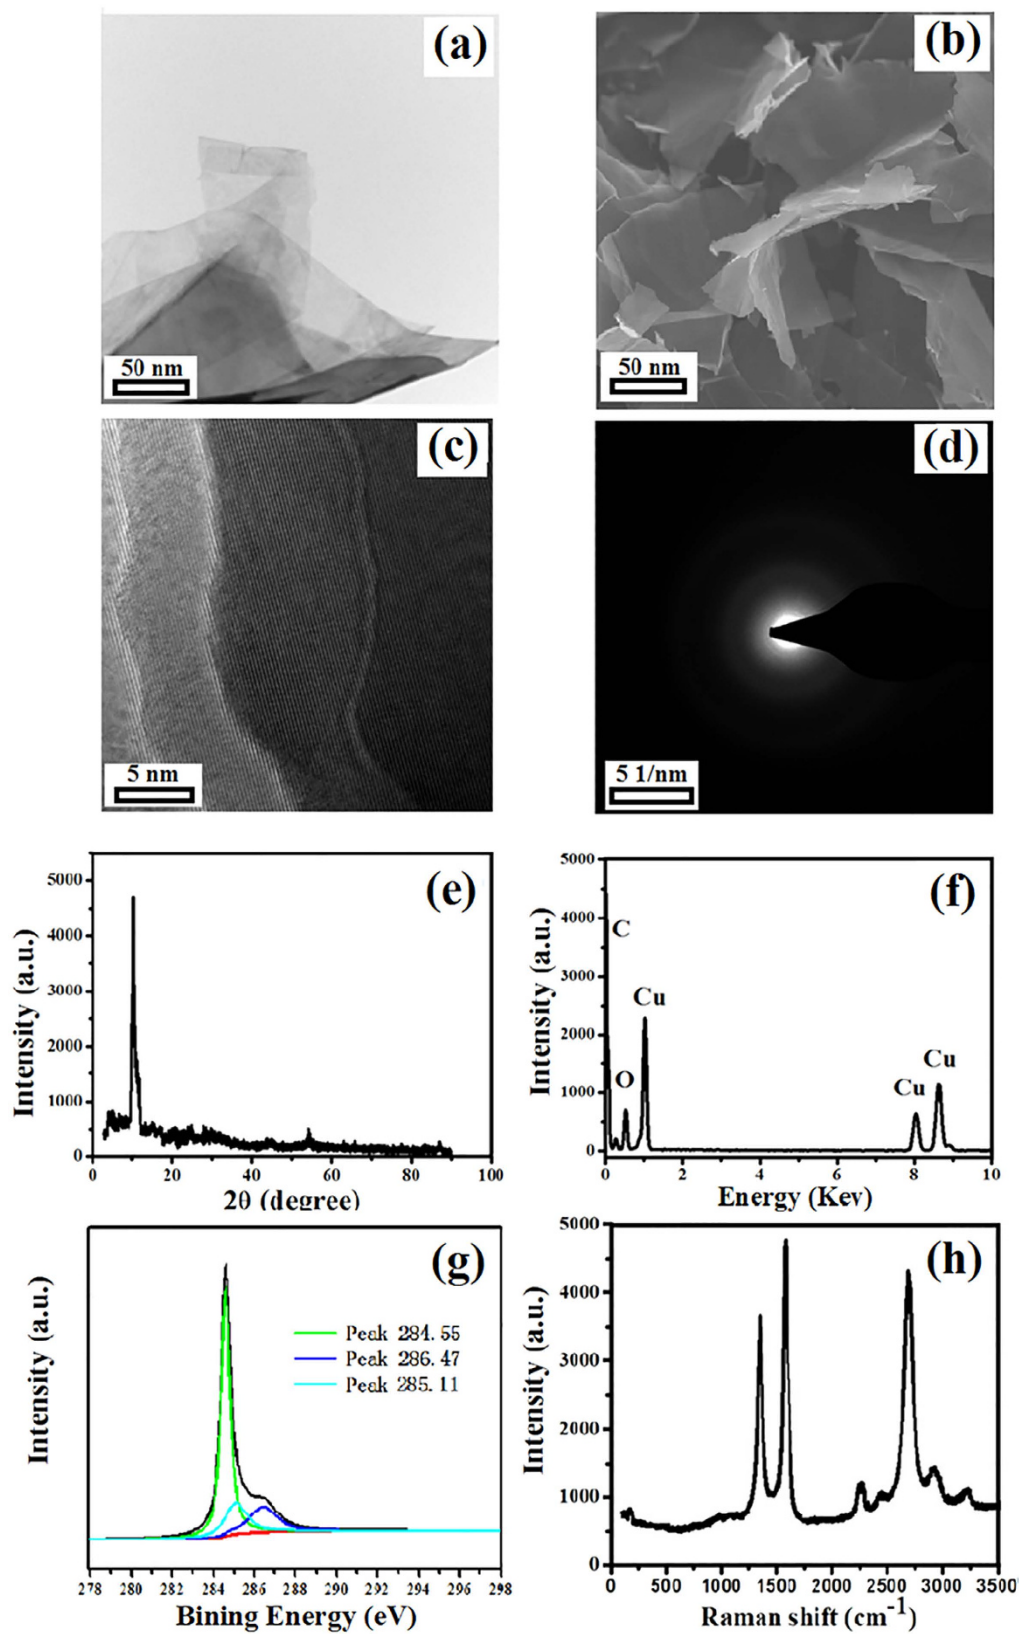 (a)
50 nm
(b)
50 nm
(c)
5 nm
(d)
5 1/nm
(e)
Intensity (a.u.)
5000
4000
3000
2000
1000
0
0 20 40 60 80 100
2θ (degree)
(f)
Intensity (a.u.)
5000
4000
3000
2000
1000
0
C
O
Cu
Cu
Cu
0 2 4 6 8 10
Energy (Kev)
(g)
Intensity (a.u.)
Peak 284.55
Peak 286.47
Peak 285.11
278 280 282 284 286 288 290 292 294 296 298
Bining Energy (eV)
(h)
Intensity (a.u.)
5000
4000
3000
2000
1000
0
0 500 1000 1500 2000 2500 3000 3500
Raman shift (cm⁻¹)